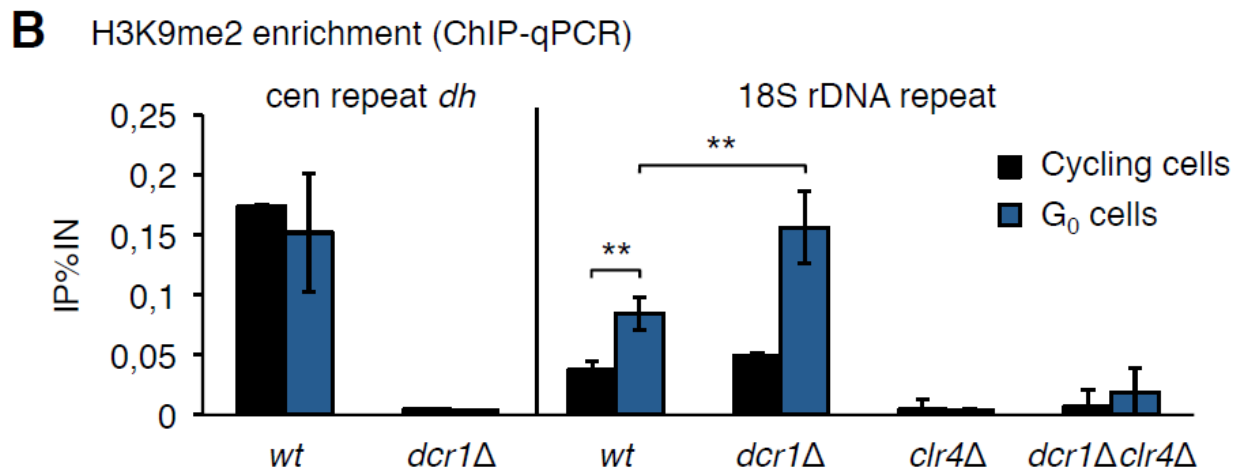 B H3K9me2 enrichment (ChIP-qPCR)
cen repeat dh
18S rDNA repeat
IP%IN
0,25
0,2
0,15
0,1
0,05
0
**
**
Cycling cells
G₀ cells
wt dcr1Δ wt dcr1Δ clr4Δ dcr1Δclr4Δ